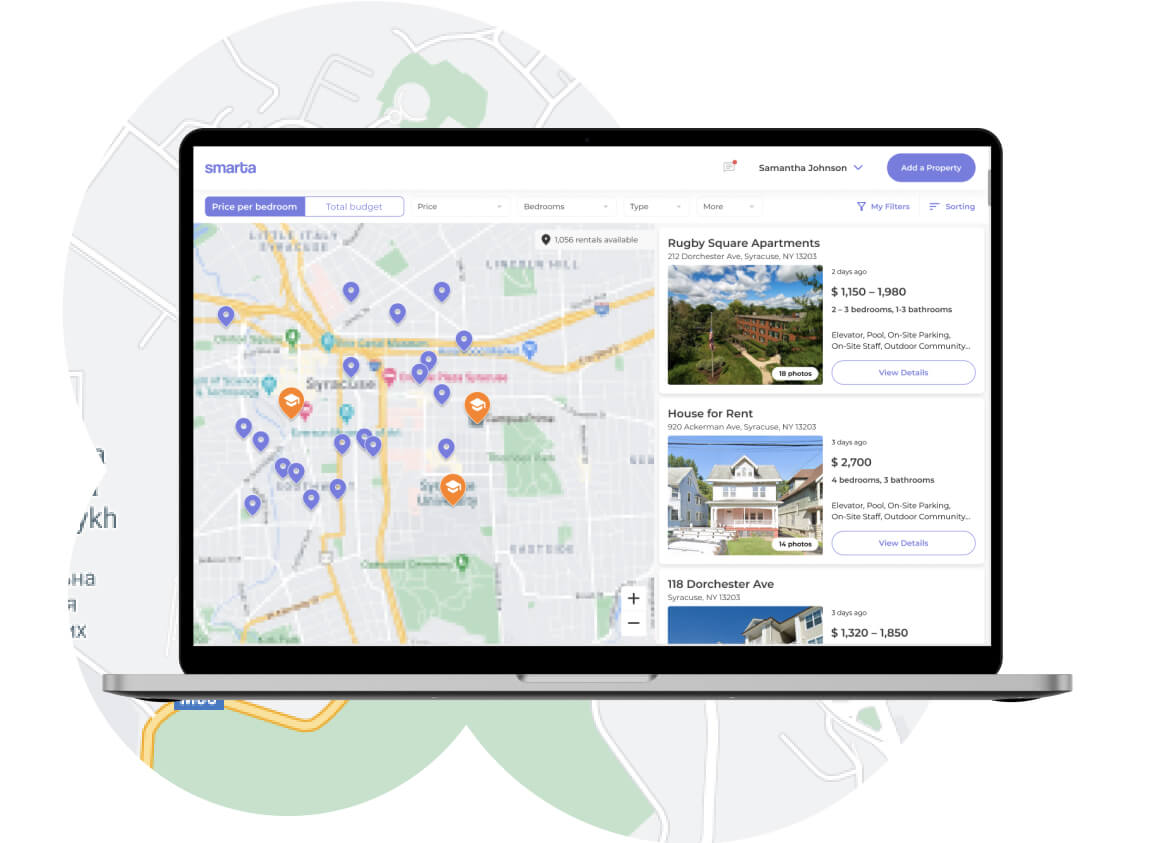 smarta
Samantha Johnson
Add a Property
Price per bedroom
Total budget
Price
Bedrooms
Type
More
My Filters
Sorting
1,056 rentals available
LITTLE ITALY
SYRACUSE
LINCOLN HILL
Syracuse
Thornden Park
University
EASTSIDE
Rugby Square Apartments
212 Dorchester Ave, Syracuse, NY 13203
2 days ago
$ 1,150 – 1,980
2 – 3 bedrooms, 1-3 bathrooms
Elevator, Pool, On-Site Parking,
On-Site Staff, Outdoor Community...
18 photos
View Details
House for Rent
920 Ackerman Ave, Syracuse, NY 13203
3 days ago
$ 2,700
4 bedrooms, 3 bathrooms
Elevator, Pool, On-Site Parking,
On-Site Staff, Outdoor Community...
14 photos
View Details
118 Dorchester Ave
Syracuse, NY 13203
3 days ago
$ 1,320 – 1,850
+
−
ykh